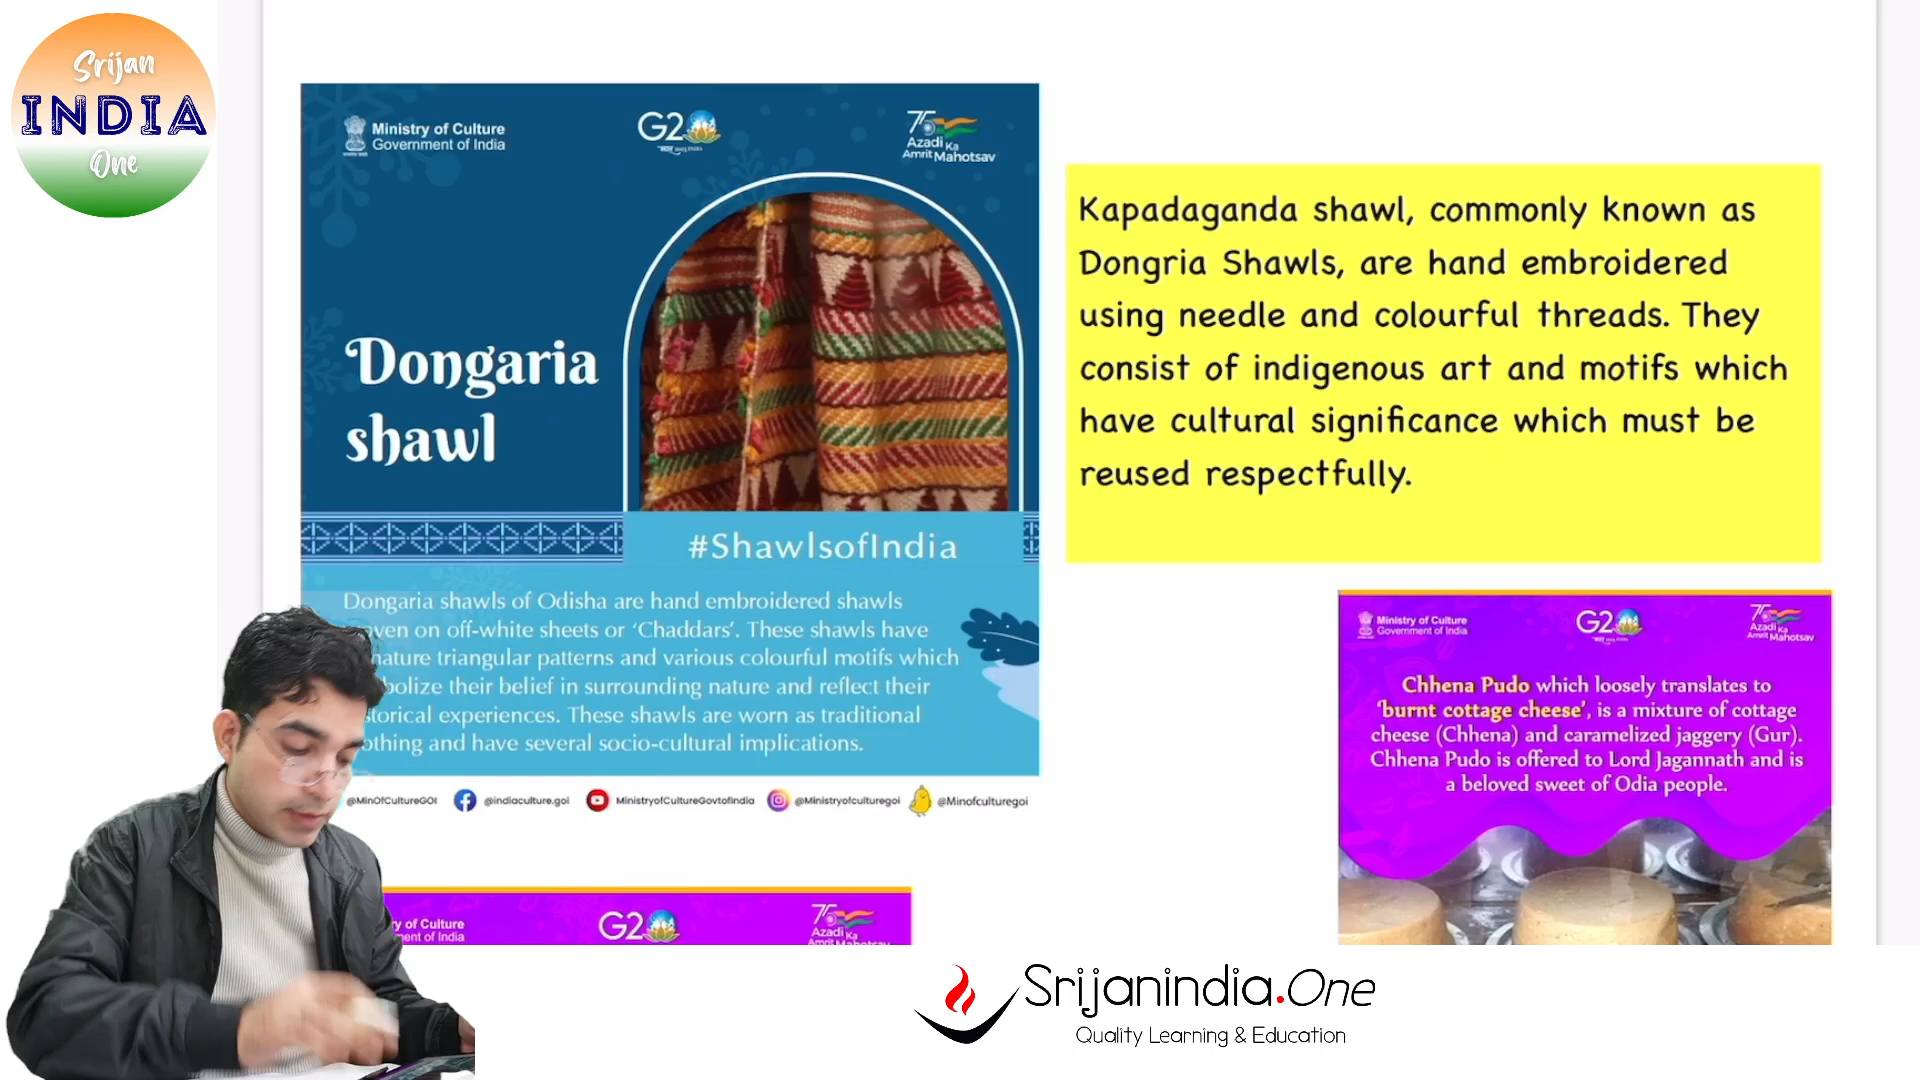 Srijan
INDIA
One
Ministry of Culture
Government of India
G20
75
Azadi Ka
Amrit Mahotsav
Dongaria
shawl
#ShawlsofIndia
Dongaria shawls of Odisha are hand embroidered shawls
on off-white sheets or ‘Chaddars’. These shawls have
triangular patterns and various colourful motifs which
their belief in surrounding nature and reflect their
experiences. These shawls are worn as traditional
and have several socio-cultural implications.
@MinOfCultureGOI
@indiaculture.goi
MinistryofCultureGovtofIndia
@Ministryofculturegoi
@Minofculturegoi
Kapadaganda shawl, commonly known as
Dongria Shawls, are hand embroidered
using needle and colourful threads. They
consist of indigenous art and motifs which
have cultural significance which must be
reused respectfully.
Ministry of Culture
Government of India
G20
75
Azadi Ka
Amrit Mahotsav
Chhena Pudo which loosely translates to
‘burnt cottage cheese’, is a mixture of cottage
cheese (Chhena) and caramelized jaggery (Gur).
Chhena Pudo is offered to Lord Jagannath and is
a beloved sweet of Odia people.
of Culture
of India
G20
75
Azadi Ka
Amrit Mahotsav
Srijanindia.One
Quality Learning & Education